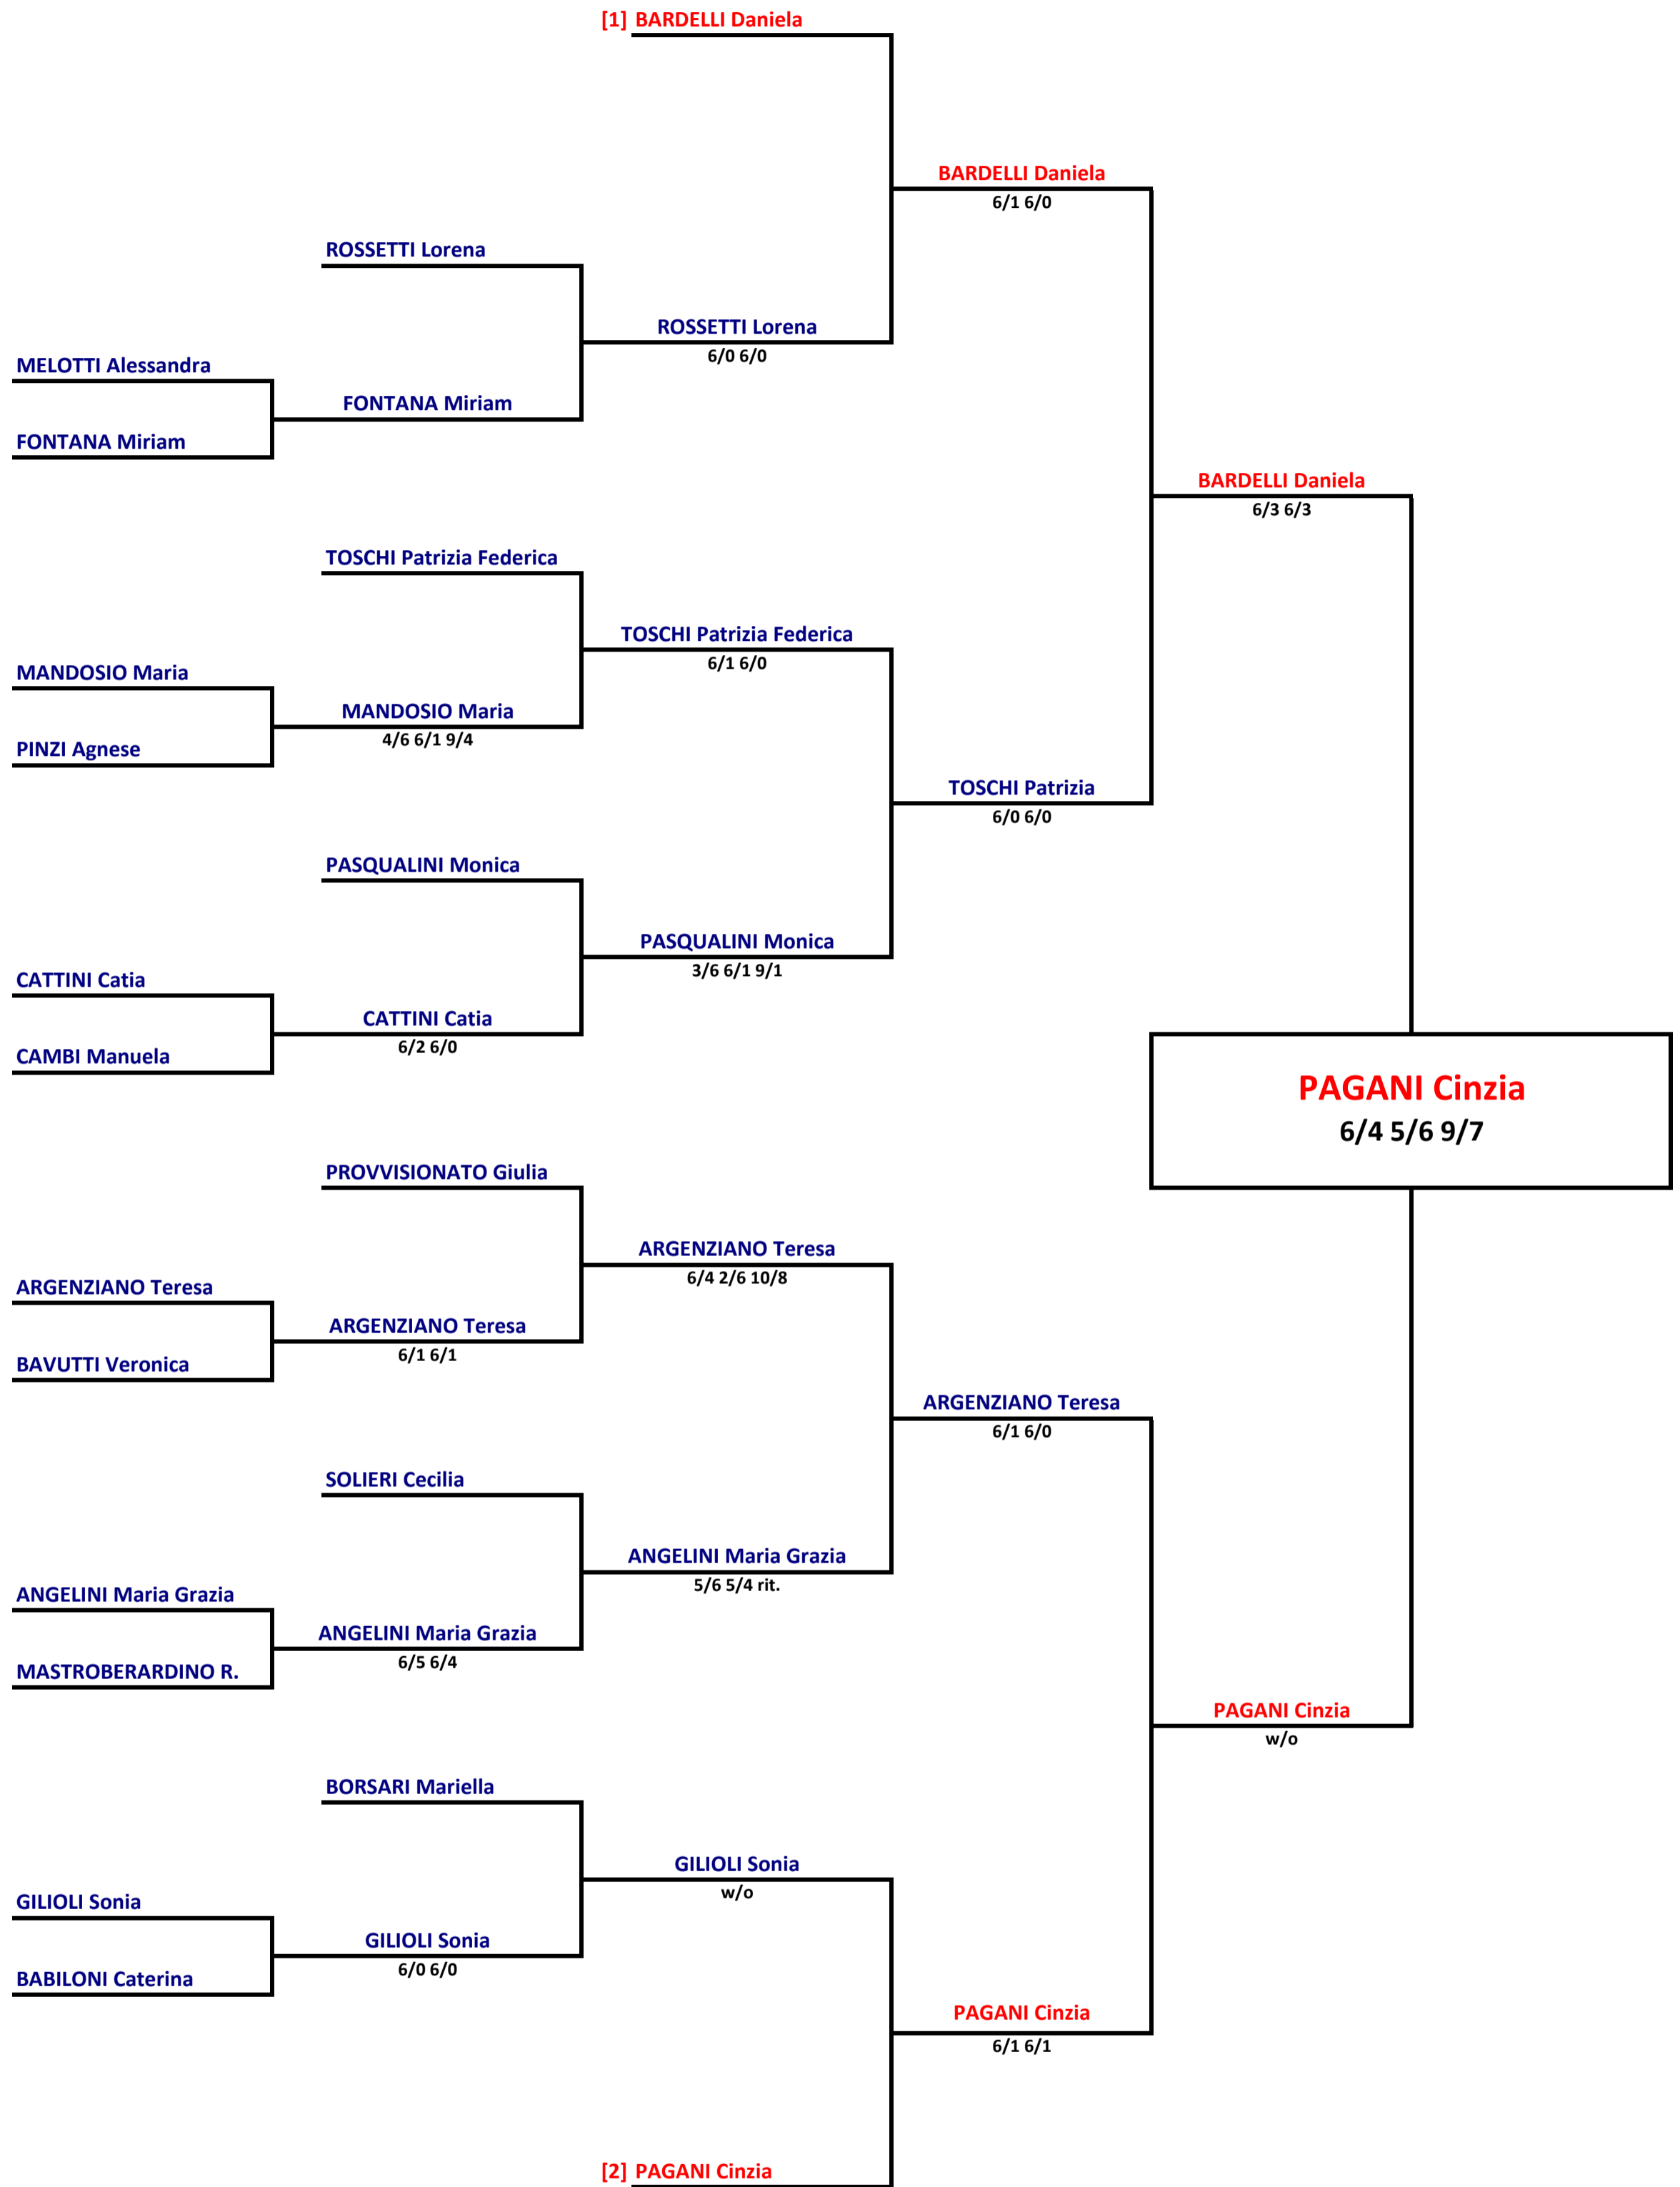 [1] BARDELLI Daniela
BARDELLI Daniela
6/1 6/0
ROSSETTI Lorena
ROSSETTI Lorena
6/0 6/0
MELOTTI Alessandra
FONTANA Miriam
FONTANA Miriam
BARDELLI Daniela
6/3 6/3
TOSCHI Patrizia Federica
TOSCHI Patrizia Federica
6/1 6/0
MANDOSIO Maria
MANDOSIO Maria
4/6 6/1 9/4
PINZI Agnese
TOSCHI Patrizia
6/0 6/0
PASQUALINI Monica
PASQUALINI Monica
3/6 6/1 9/1
CATTINI Catia
CATTINI Catia
6/2 6/0
CAMBI Manuela
PAGANI Cinzia
6/4 5/6 9/7
PROVVISIONATO Giulia
ARGENZIANO Teresa
6/4 2/6 10/8
ARGENZIANO Teresa
ARGENZIANO Teresa
6/1 6/1
BAVUTTI Veronica
ARGENZIANO Teresa
6/1 6/0
SOLIERI Cecilia
ANGELINI Maria Grazia
5/6 5/4 rit.
ANGELINI Maria Grazia
ANGELINI Maria Grazia
6/5 6/4
MASTROBERARDINO R.
PAGANI Cinzia
w/o
BORSARI Mariella
GILIOLI Sonia
w/o
GILIOLI Sonia
GILIOLI Sonia
6/0 6/0
BABILONI Caterina
PAGANI Cinzia
6/1 6/1
[2] PAGANI Cinzia